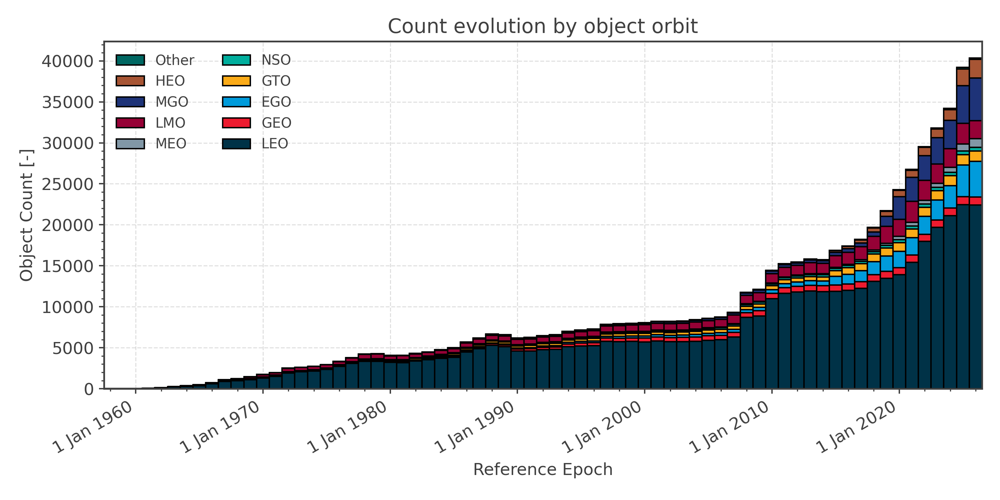 Count evolution by object orbit
Object Count [-]
40000
35000
30000
25000
20000
15000
10000
5000
0
Other
HEO
MGO
LMO
MEO
NSO
GTO
EGO
GEO
LEO
1 Jan 1960
1 Jan 1970
1 Jan 1980
1 Jan 1990
1 Jan 2000
1 Jan 2010
1 Jan 2020
Reference Epoch